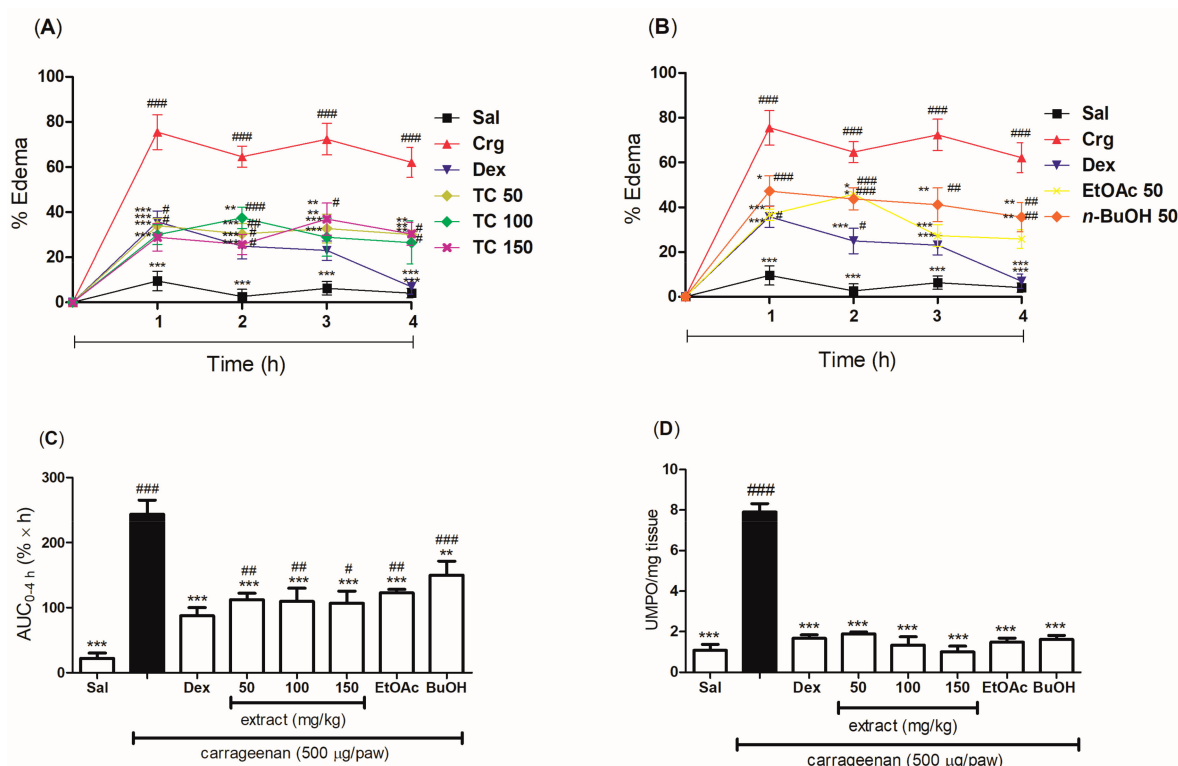 (A)
% Edema
100
80
60
40
20
0
1
2
3
4
Time (h)
###
###
###
###
***
***
***
***
Sal
Crg
Dex
TC 50
TC 100
TC 150
(B)
% Edema
100
80
60
40
20
0
1
2
3
4
Time (h)
###
###
###
###
* ###
** ##
***
***
***
Sal
Crg
Dex
EtOAc 50
n-BuOH 50
(C)
AUC0-4 h (% × h)
300
200
100
0
***
###
***
##
***
##
***
#
***
##
***
###
**
Sal
Dex
50
100
150
EtOAc
BuOH
extract (mg/kg)
carrageenan (500 µg/paw)
(D)
UMPO/mg tissue
10
8
6
4
2
0
***
###
***
***
***
***
***
***
Sal
Dex
50
100
150
EtOAc
BuOH
extract (mg/kg)
carrageenan (500 µg/paw)